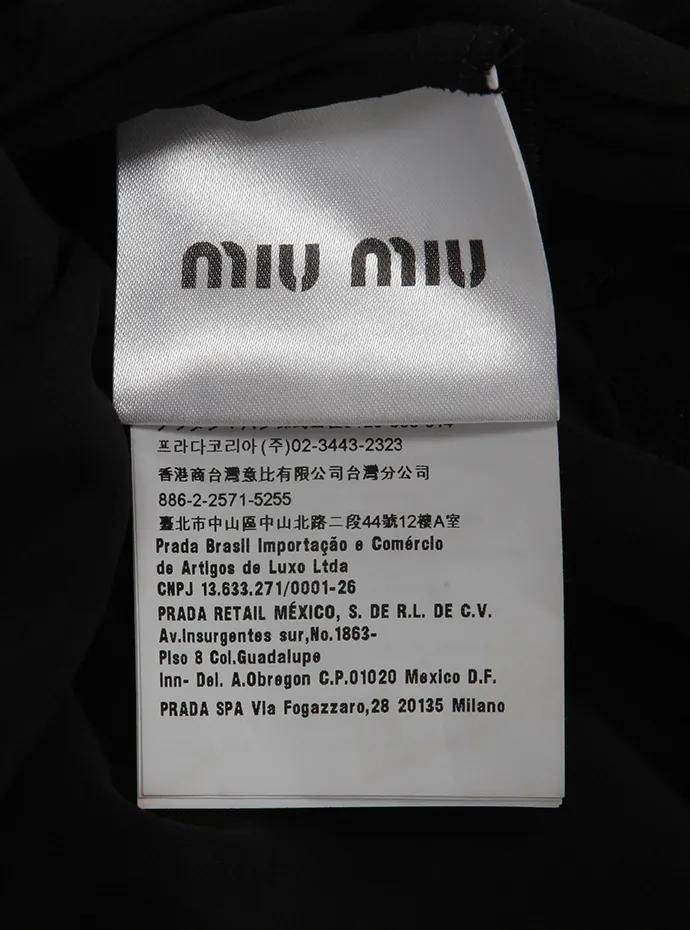 miu miu
프라다코리아(주)02-3443-2323
香港商台灣意比有限公司台灣分公司
886-2-2571-5255
臺北市中山區中山北路二段44號12樓A室
Prada Brasil Importação e Comércio
de Artigos de Luxo Ltda
CNPJ 13.633.271/0001-26
PRADA RETAIL MÉXICO, S. DE R.L. DE C.V.
Av.Insurgentes sur,No.1863-
Piso 8 Col.Guadalupe
Inn- Del. A.Obregon C.P.01020 Mexico D.F.
PRADA SPA Via Fogazzaro,28 20135 Milano